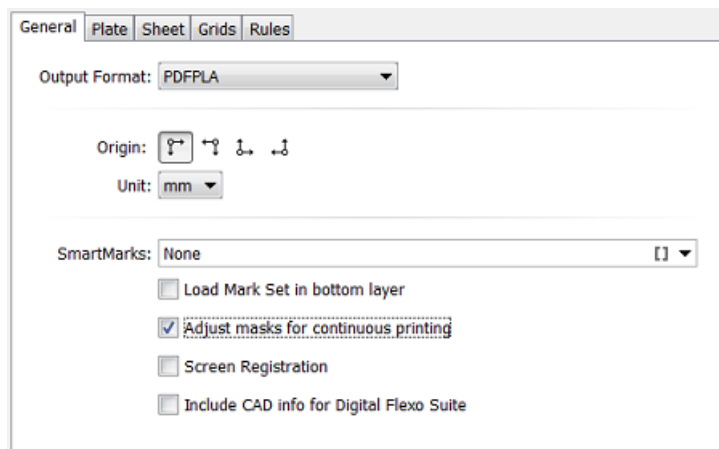 General Plate Sheet Grids Rules
Output Format: PDFPLA
Origin:
Unit: mm
SmartMarks: None []
Load Mark Set in bottom layer
Adjust masks for continuous printing
Screen Registration
Include CAD info for Digital Flexo Suite